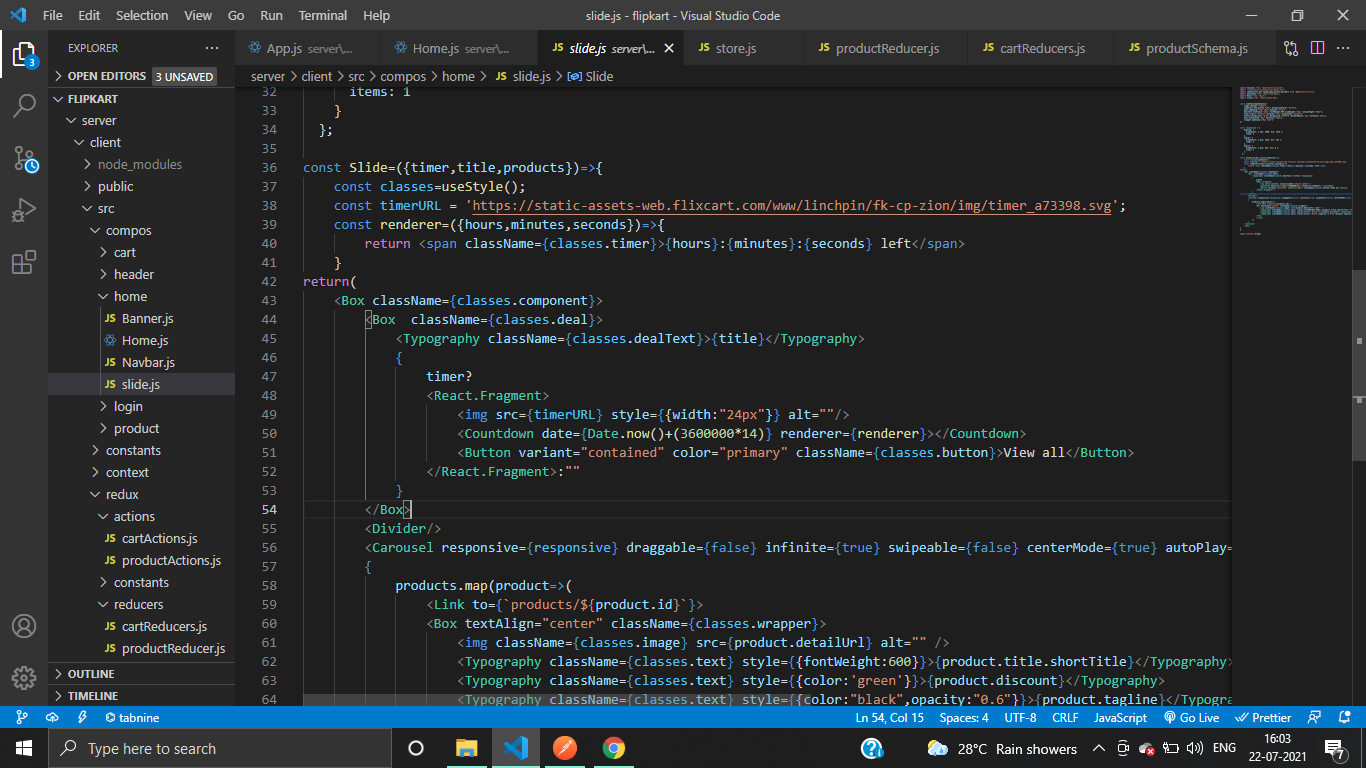 File Edit Selection View Go Run Terminal Help slide.js - flipkart - Visual Studio Code
EXPLORER ···
App.js server\... Home.js server\... JS slide.js server\... JS store.js JS productReducer.js JS cartReducers.js JS productSchema.js ···
3
OPEN EDITORS 3 UNSAVED
server > client > src > compos > home > JS slide.js > Slide
FLIPKART
server
client
node_modules
public
src
compos
cart
header
home
JS Banner.js
Home.js
JS Navbar.js
JS slide.js
login
product
constants
context
redux
actions
JS cartActions.js
JS productActions.js
constants
reducers
JS cartReducers.js
JS productReducer.js
OUTLINE
TIMELINE
32 items: 1
33 }
34 };
35
36 const Slide=({timer,title,products})=>{
37 const classes=useStyle();
38 const timerURL = 'https://static-assets-web.flixcart.com/www/linchpin/fk-cp-zion/img/timer_a73398.svg';
39 const renderer=({hours,minutes,seconds})=>{
40 return <span className={classes.timer}>{hours}:{minutes}:{seconds} left</span>
41 }
42 return(
43 <Box className={classes.component}>
44 <Box  className={classes.deal}>
45 <Typography className={classes.dealText}>{title}</Typography>
46 {
47 timer?
48 <React.Fragment>
49 <img src={timerURL} style={{width:"24px"}} alt=""/>
50 <Countdown date={Date.now()+(3600000*14)} renderer={renderer}></Countdown>
51 <Button variant="contained" color="primary" className={classes.button}>View all</Button>
52 </React.Fragment>:""
53 }
54 </Box>
55 <Divider/>
56 <Carousel responsive={responsive} draggable={false} infinite={true} swipeable={false} centerMode={true} autoPlay=
57 {
58 products.map(product=>(
59 <Link to={`products/${product.id}`}>
60 <Box textAlign="center" className={classes.wrapper}>
61 <img className={classes.image} src={product.detailUrl} alt="" />
62 <Typography className={classes.text} style={{fontWeight:600}}>{product.title.shortTitle}</Typography>
63 <Typography className={classes.text} style={{color:'green'}}>{product.discount}</Typography>
64 <Typography className={classes.text} style={{color:"black",opacity:"0.6"}}>{product.tagline}</Typogra
tabnine Ln 54, Col 15 Spaces: 4 UTF-8 CRLF JavaScript Go Live Prettier
Type here to search 28°C Rain showers ENG 16:03
22-07-2021 7